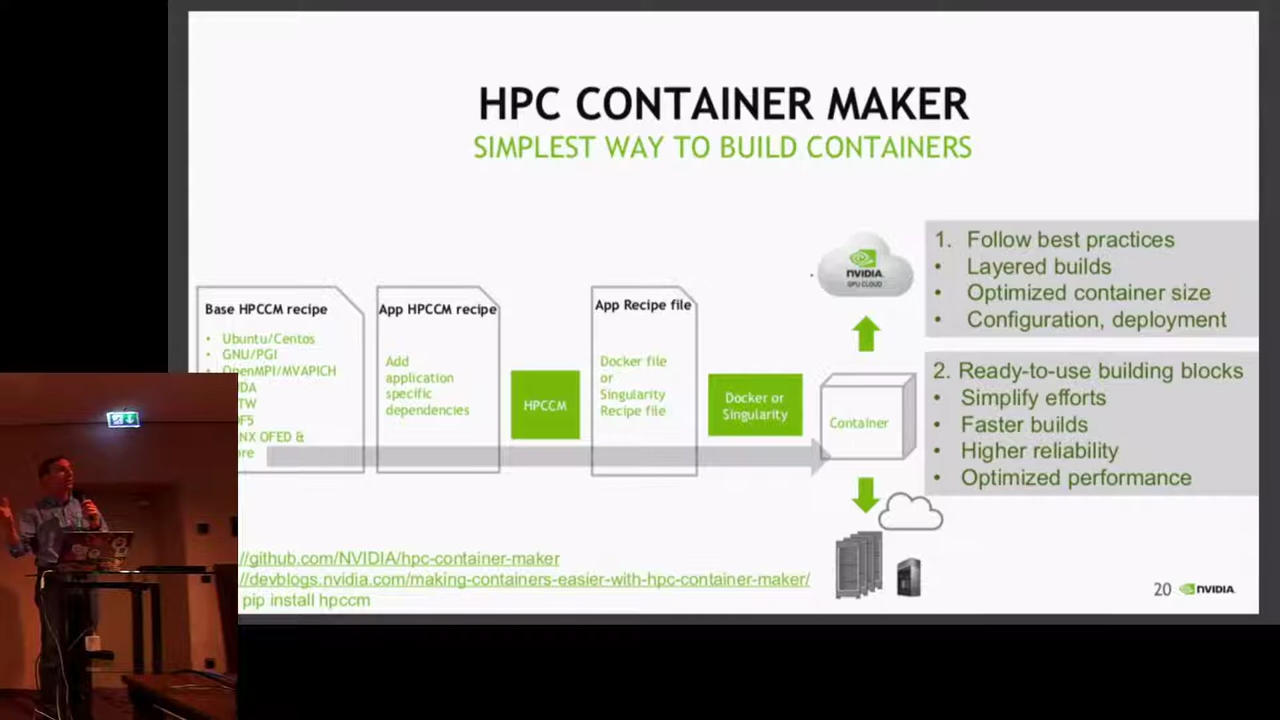 HPC CONTAINER MAKER
SIMPLEST WAY TO BUILD CONTAINERS
Base HPCCM recipe
• Ubuntu/Centos
• GNU/PGI
OpenMPI/MVAPICH
App HPCCM recipe
Add
application
specific
dependencies
HPCCM
App Recipe file
Docker file
or
Singularity
Recipe file
Docker or
Singularity
Container
NVIDIA
GPU CLOUD
1. Follow best practices
• Layered builds
• Optimized container size
• Configuration, deployment
2. Ready-to-use building blocks
• Simplify efforts
• Faster builds
• Higher reliability
• Optimized performance
//github.com/NVIDIA/hpc-container-maker
//devblogs.nvidia.com/making-containers-easier-with-hpc-container-maker/
pip install hpccm
20 NVIDIA